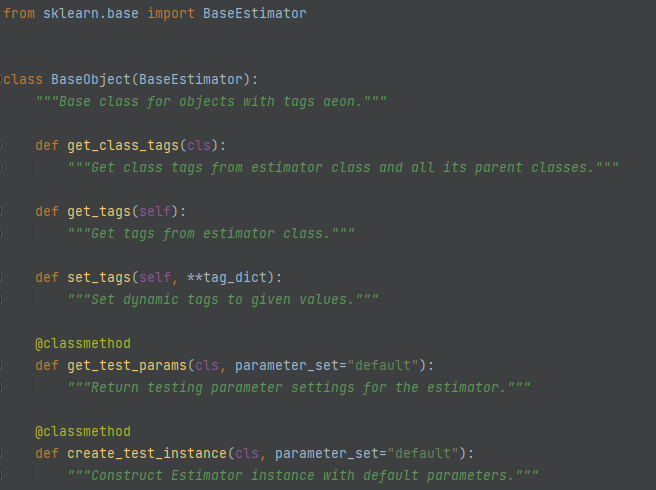 from sklearn.base import BaseEstimator
class BaseObject(BaseEstimator):
"""Base class for objects with tags aeon."""
def get_class_tags(cls):
"""Get class tags from estimator class and all its parent classes."""
def get_tags(self):
"""Get tags from estimator class."""
def set_tags(self, **tag_dict):
"""Set dynamic tags to given values."""
@classmethod
def get_test_params(cls, parameter_set="default"):
"""Return testing parameter settings for the estimator."""
@classmethod
def create_test_instance(cls, parameter_set="default"):
"""Construct Estimator instance with default parameters."""